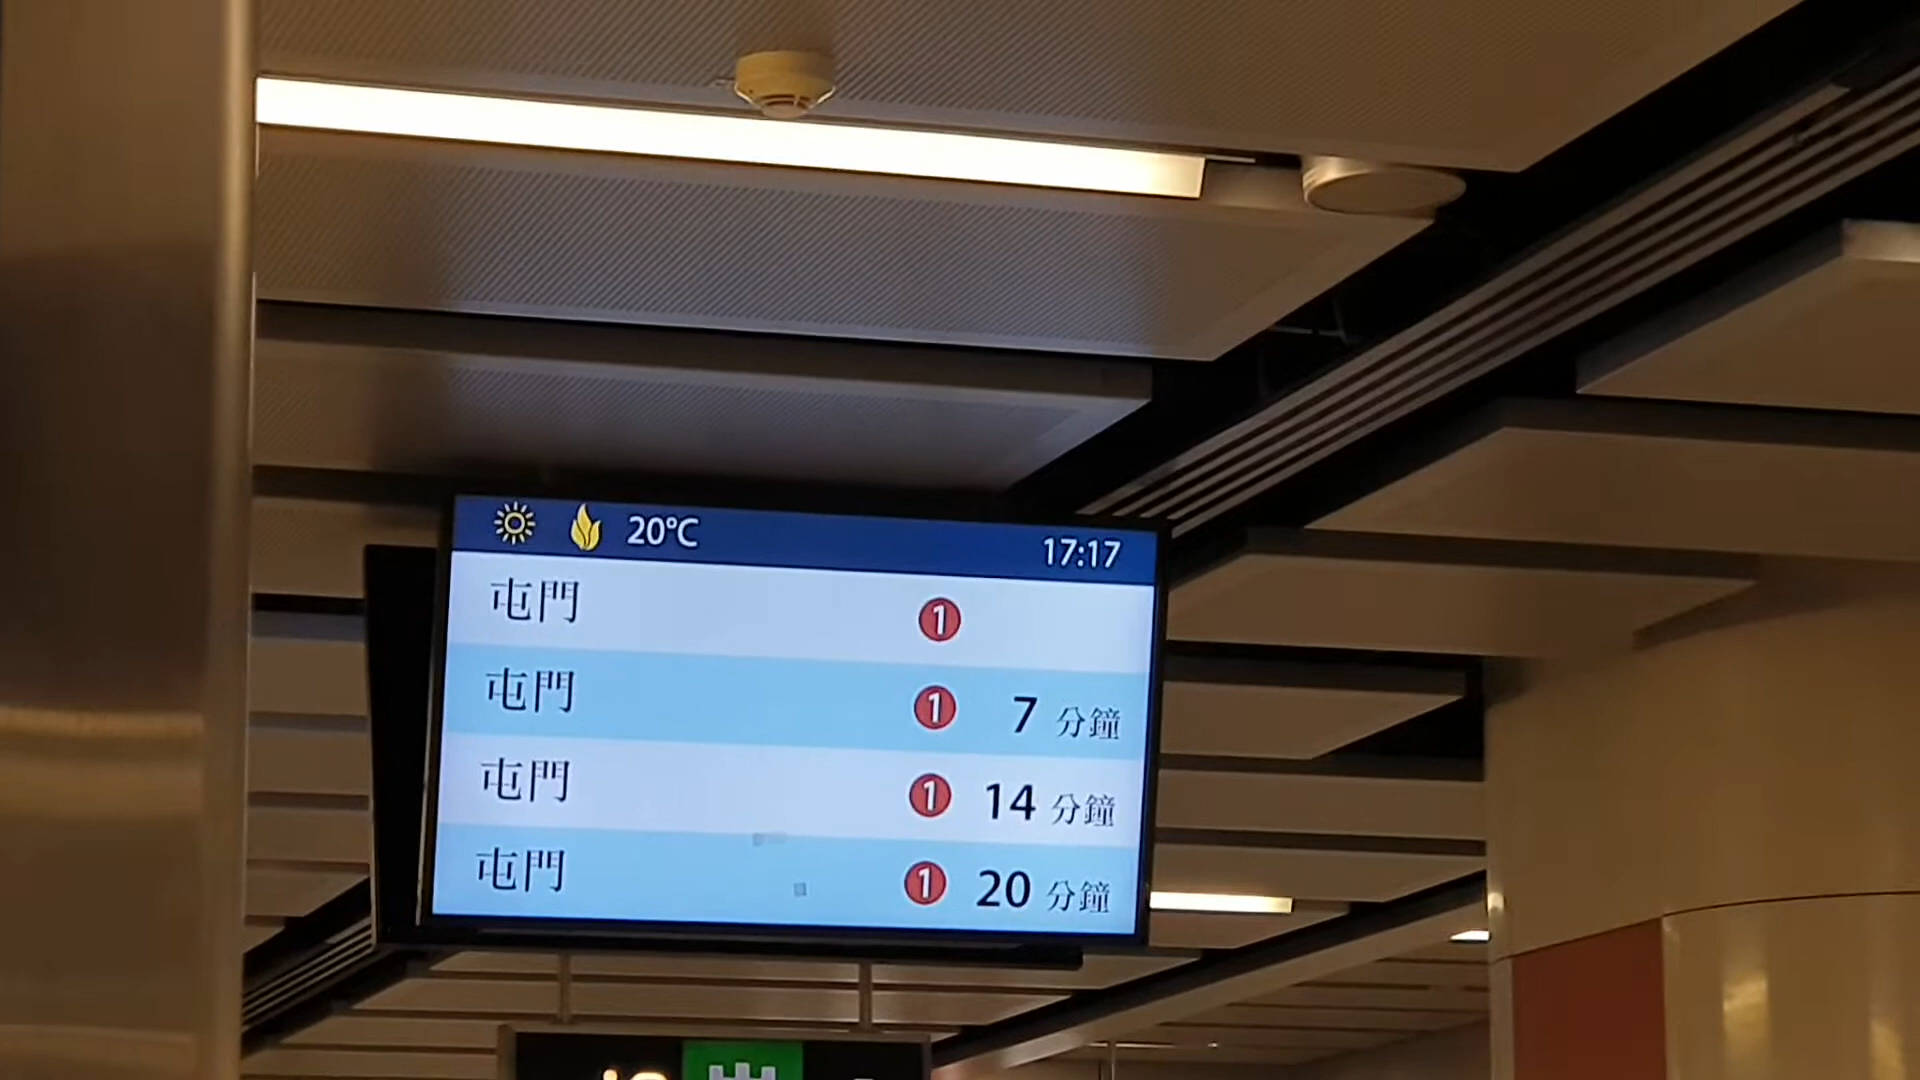 20°C 17:17
屯門 1
屯門 1 7 分鐘
屯門 1 14 分鐘
屯門 1 20 分鐘